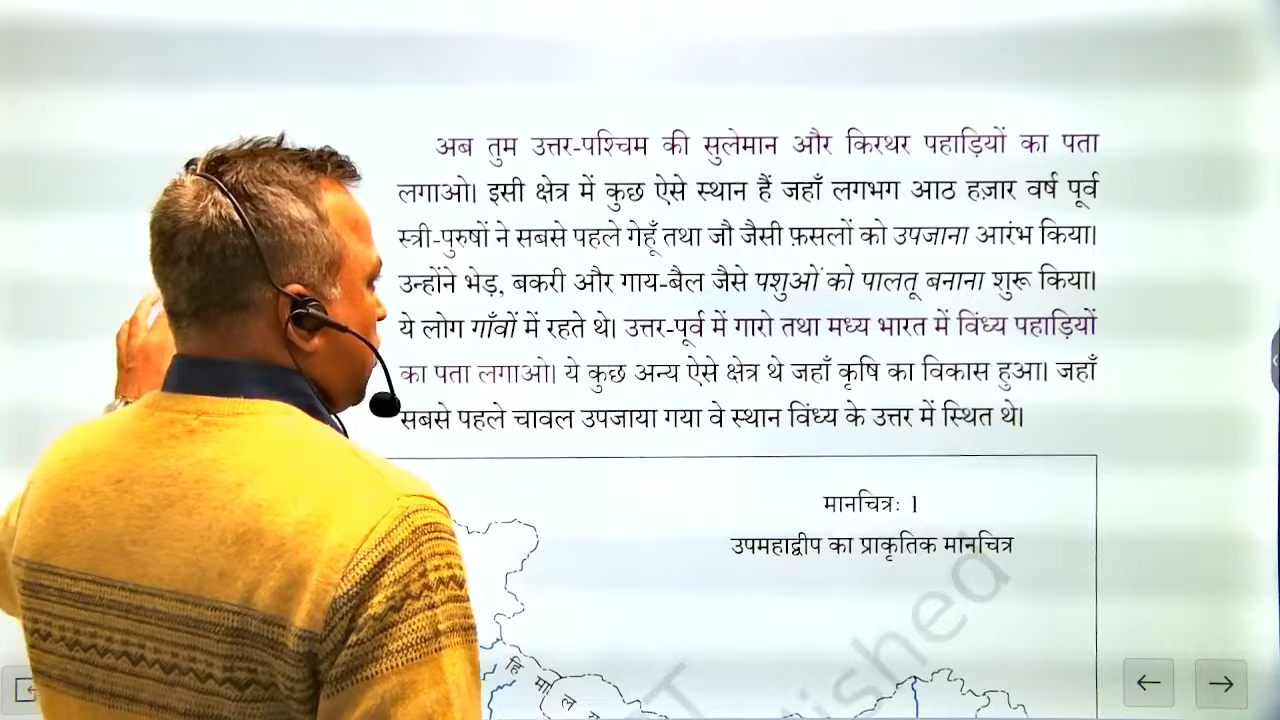 अब तुम उत्तर-पश्चिम की सुलेमान और किरथर पहाड़ियों का पता
लगाओ। इसी क्षेत्र में कुछ ऐसे स्थान हैं जहाँ लगभग आठ हज़ार वर्ष पूर्व
स्त्री-पुरुषों ने सबसे पहले गेहूँ तथा जौ जैसी फ़सलों को उपजाना आरंभ किया।
उन्होंने भेड़, बकरी और गाय-बैल जैसे पशुओं को पालतू बनाना शुरू किया।
ये लोग गाँवों में रहते थे। उत्तर-पूर्व में गारो तथा मध्य भारत में विंध्य पहाड़ियों
का पता लगाओ। ये कुछ अन्य ऐसे क्षेत्र थे जहाँ कृषि का विकास हुआ। जहाँ
सबसे पहले चावल उपजाया गया वे स्थान विंध्य के उत्तर में स्थित थे।
मानचित्रः 1
उपमहाद्वीप का प्राकृतिक मानचित्र
हि मा ल